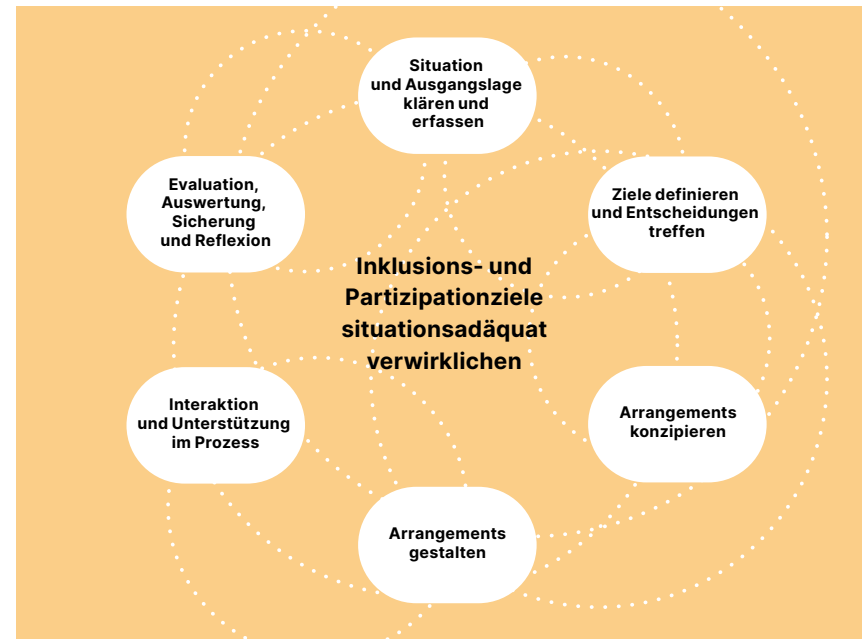 Situation
und Ausgangslage
klären und
erfassen
Ziele definieren
und Entscheidungen
treffen
Arrangements
konzipieren
Arrangements
gestalten
Interaktion
und Unterstützung
im Prozess
Evaluation,
Auswertung,
Sicherung
und Reflexion
Inklusions- und
Partizipationziele
situationsadäquat
verwirklichen